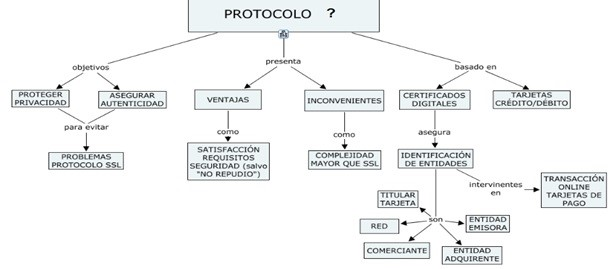 PROTOCOLO ?
objetivos
presenta
basado en
PROTEGER
PRIVACIDAD
ASEGURAR
AUTENTICIDAD
VENTAJAS
INCONVENIENTES
CERTIFICADOS
DIGITALES
TARJETAS
CRÉDITO/DÉBITO
para evitar
como
como
asegura
PROBLEMAS
PROTOCOLO SSL
SATISFACCIÓN
REQUISITOS
SEGURIDAD (salvo
"NO REPUDIO")
COMPLEJIDAD
MAYOR QUE SSL
IDENTIFICACIÓN
DE ENTIDADES
intervinentes
en
TRANSACCIÓN
ONLINE
TARJETAS DE
PAGO
TITULAR
TARJETA
son
RED
ENTIDAD
EMISORA
COMERCIANTE
ENTIDAD
ADQUIRENTE